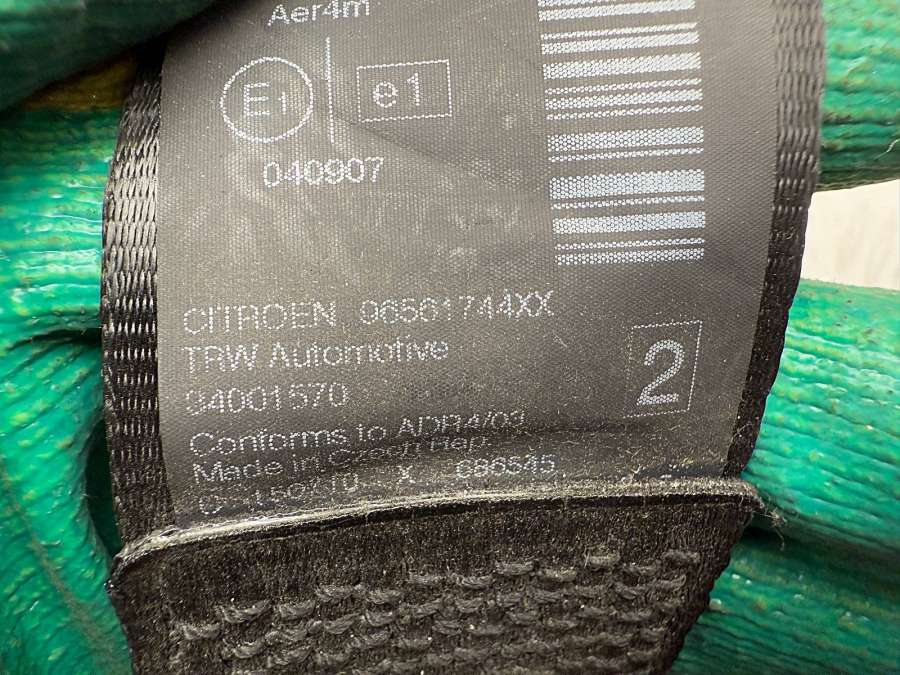 Aer4m
E1 e1
040907
CITROEN 96561744XX
TRW Automotive
34001570
2
Conforms to ADR4/03
Made in Czech Rep.
X 686545